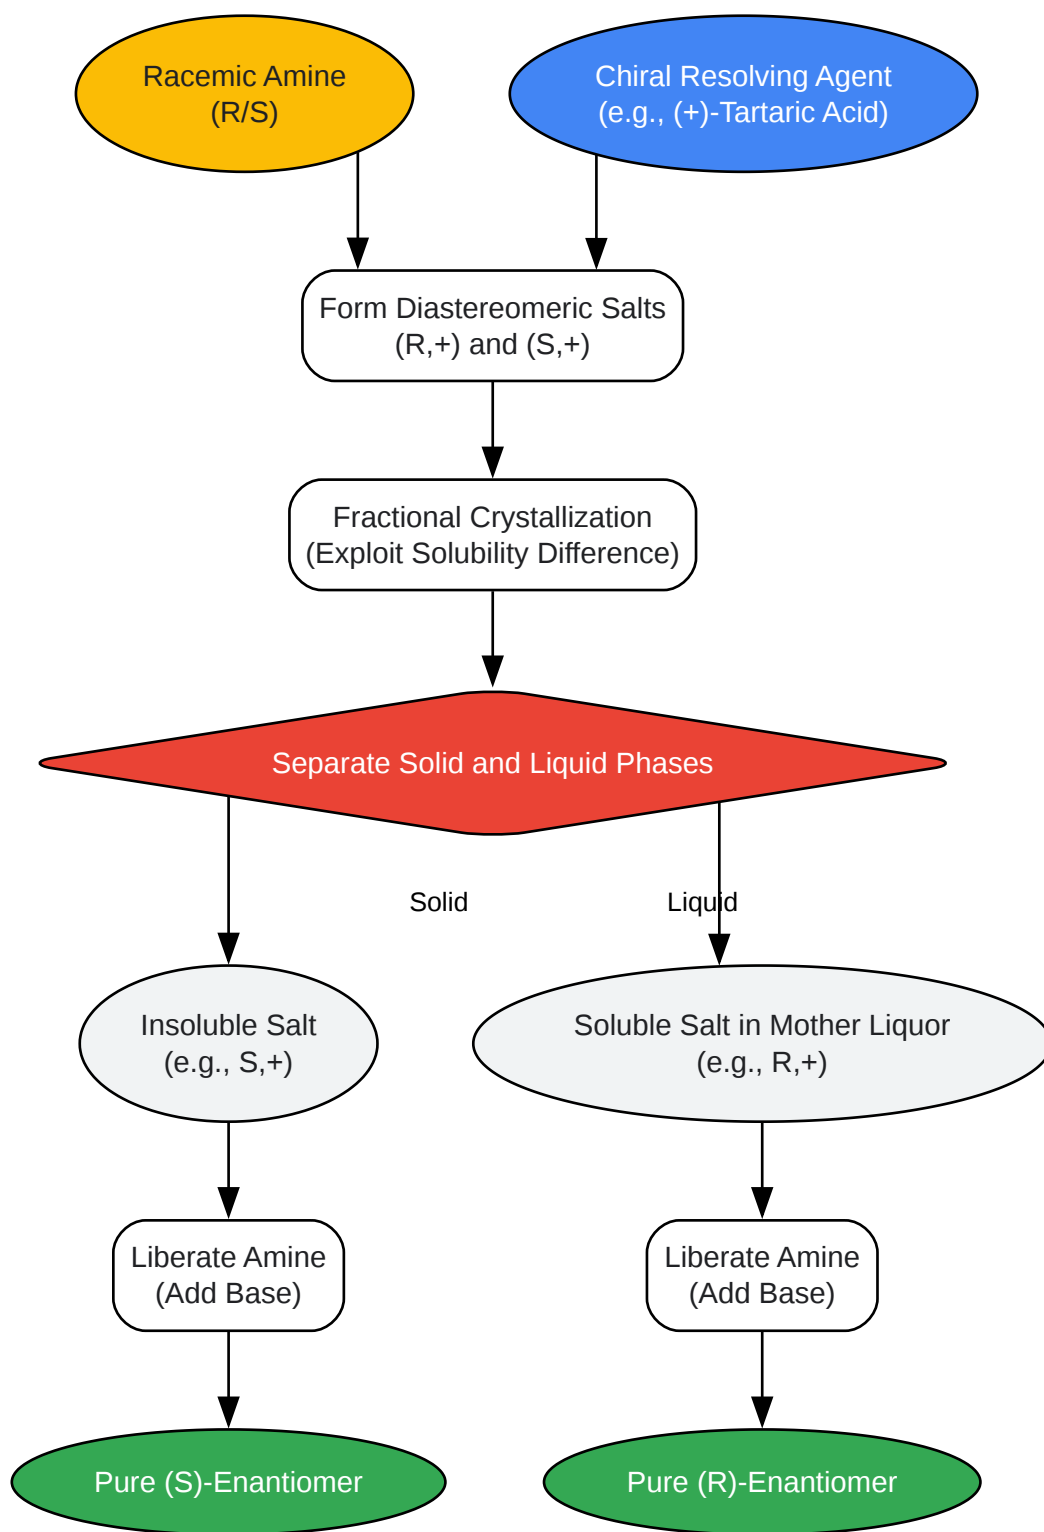 Racemic Amine
(R/S)
Chiral Resolving Agent
(e.g., (+)-Tartaric Acid)
Form Diastereomeric Salts
(R,+) and (S,+)
Fractional Crystallization
(Exploit Solubility Difference)
Separate Solid and Liquid Phases
Solid
Liquid
Insoluble Salt
(e.g., S,+)
Soluble Salt in Mother Liquor
(e.g., R,+)
Liberate Amine
(Add Base)
Liberate Amine
(Add Base)
Pure (S)-Enantiomer
Pure (R)-Enantiomer